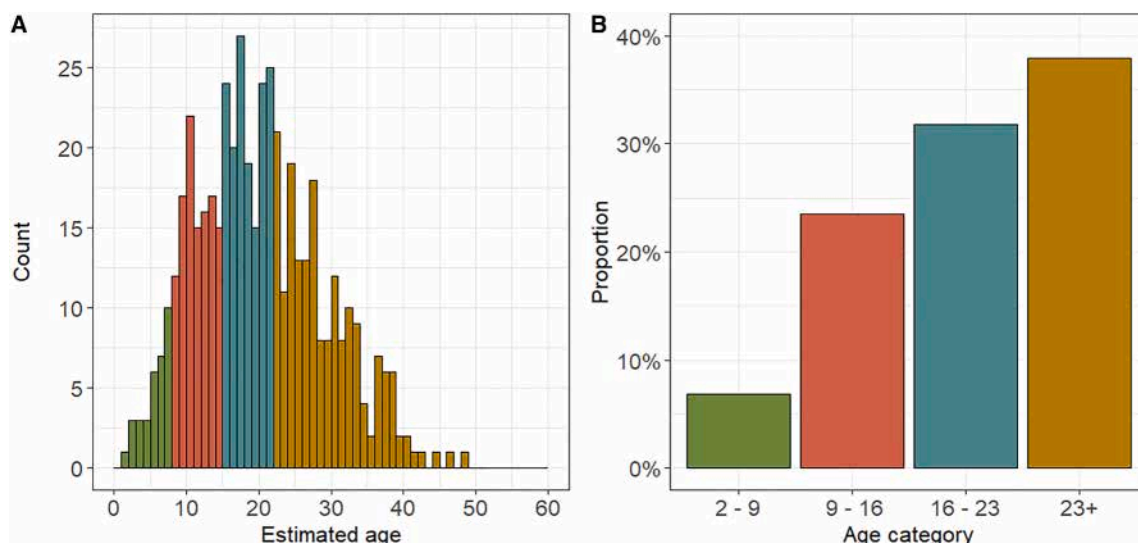 A
Count
25
20
15
10
5
0
0 10 20 30 40 50 60
Estimated age
B
Proportion
40%
30%
20%
10%
0%
2 - 9 9 - 16 16 - 23 23+
Age category